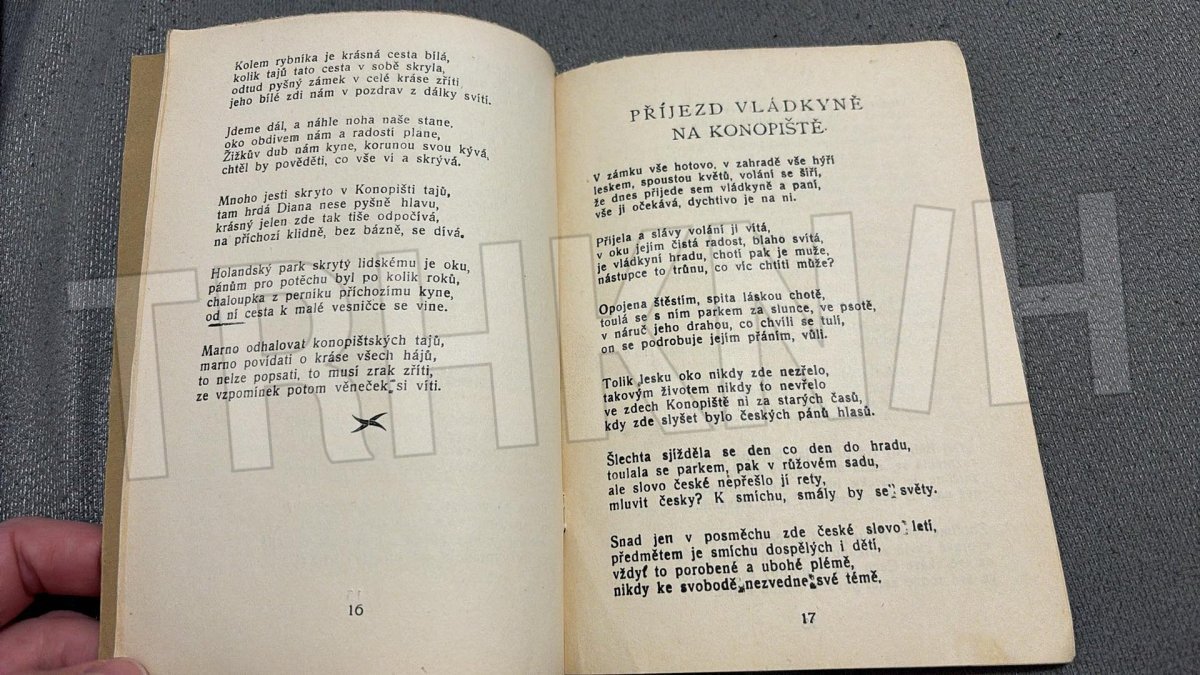 Kolem rybníka je krásná cesta bílá,
kolik tajů tato cesta v sobě skryla,
odtud pyšný zámek v celé kráse zříti
jeho bílé zdi nám v pozdrav z dálky svítí.
Jdeme dál, a náhle noha naše stane,
oko obdivem nám a radostí plane,
Žižkův dub nám kyne, korunou svou kývá,
chtěl by pověděti, co vše ví a skrývá.
Mnoho jesti skryto v Konopišti tajů,
tam hrdá Diana nese pyšně hlavu,
krásný jelen zde tak tiše odpočívá,
na příchozí klidně, bez bázně, se dívá.
Holandský park skrytý lidskému je oku,
pánům pro potěchu byl po kolik roků,
chaloupka z perníku příchozímu kyne,
od ní cesta k malé vesničce se vine.
Marno odhalovat konopištských tajů,
marno povídati o kráse všech hájů,
to nelze popsati, to musí zrak zříti,
ze vzpomínek potom věneček si víti.
16
PŘÍJEZD VLÁDKYNĚ
NA KONOPIŠTĚ.
V zámku vše hotovo, v zahradě vše hýří
leskem, spoustou květů, volání se šíří,
že dnes přijede sem vládkyně a paní,
vše ji očekává, dychtivo je na ni.
Přijela a slávy volání ji vítá,
v oku jejím čistá radost, blaho svítá,
je vládkyní hradu, chotí pak je muže,
nástupce to trůnu, co víc chtíti může?
Opojena štěstím, spita láskou chotě,
toulá se s ním parkem za slunce, ve psotě,
v náruč jeho drahou, co chvíli se tulí,
on se podrobuje jejím přáním, vůli.
Tolik lesku oko nikdy zde nezřelo,
takovým životem nikdy to nevřelo
ve zdech Konopiště ni za starých časů,
kdy zde slyšet bylo českých pánů hlasů.
Šlechta sjížděla se den co den do hradu,
toulala se parkem, pak v růžovém sadu,
ale slovo české nepřešlo jí rety,
mluvit česky? K smíchu, smály by se světy.
Snad jen v posměchu zde české slovo letí,
předmětem je smíchu dospělých i dětí,
vždyť to porobené a ubohé plémě,
nikdy ke svobodě nezvedne své témě.
17
TRHKNIH